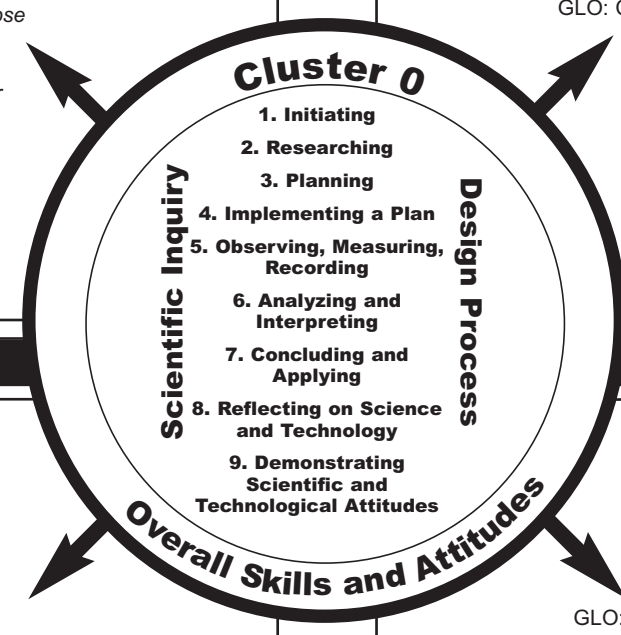 ose
GLO: C
r
Cluster 0
1. Initiating
2. Researching
3. Planning
4. Implementing a Plan
5. Observing, Measuring,
Recording
6. Analyzing and
Interpreting
7. Concluding and
Applying
8. Reflecting on Science
and Technology
9. Demonstrating
Scientific and
Technological Attitudes
Scientific Inquiry
Design Process
Overall Skills and Attitudes
GLO: